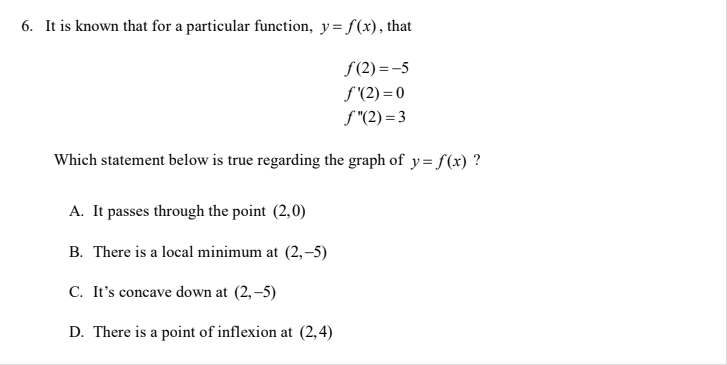 6. It is known that for a particular function, y = f(x), that
f(2) = −5
f '(2) = 0
f "(2) = 3
Which statement below is true regarding the graph of y = f(x) ?
A. It passes through the point (2,0)
B. There is a local minimum at (2,−5)
C. It’s concave down at (2,−5)
D. There is a point of inflexion at (2,4)